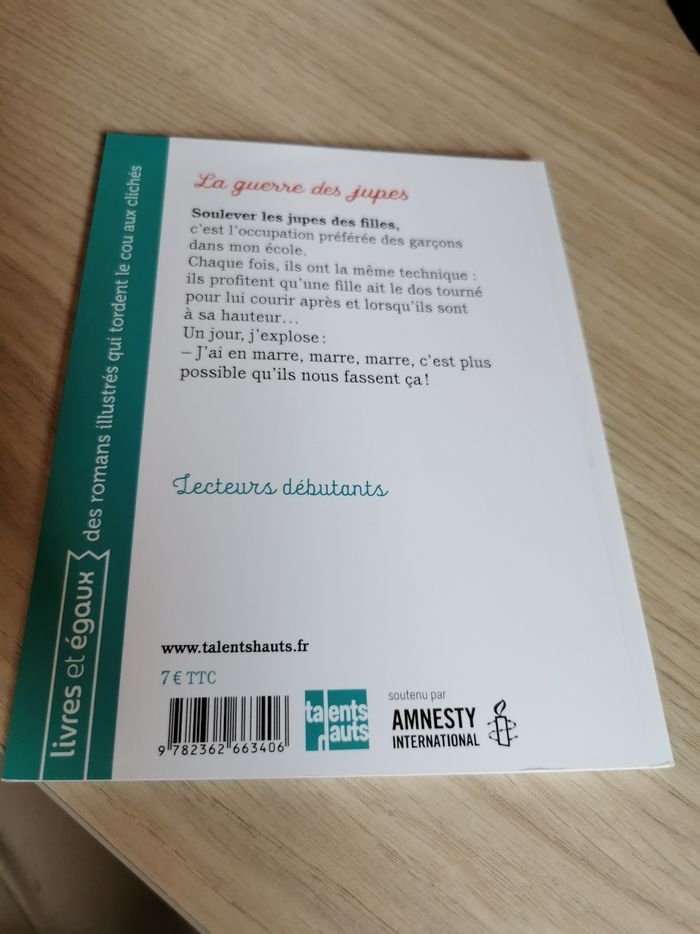 La guerre des jupes
Soulever les jupes des filles,
c'est l'occupation préférée des garçons
dans mon école.
Chaque fois, ils ont la même technique :
ils profitent qu'une fille ait le dos tourné
pour lui courir après et lorsqu'ils sont
à sa hauteur…
Un jour, j'explose :
– J'ai en marre, marre, marre, c'est plus
possible qu'ils nous fassent ça !
Lecteurs débutants
www.talentshauts.fr
7 € TTC
9 782362 663406
talents
hauts
soutenu par
AMNESTY
INTERNATIONAL
livres et égaux
des romans illustrés qui tordent le cou aux clichés